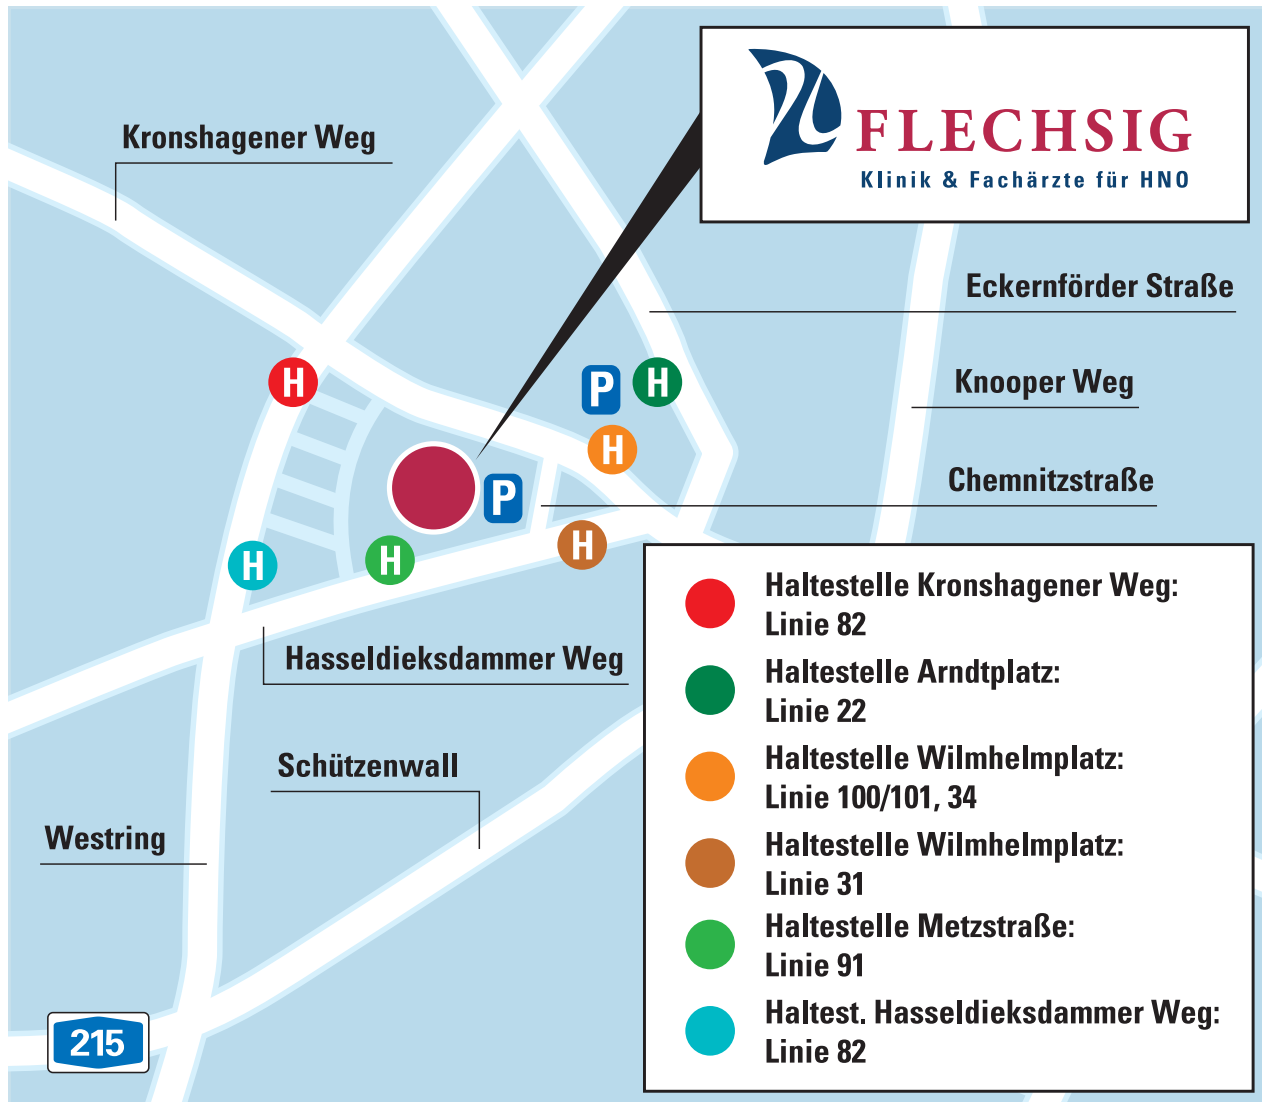 FLECHSIG
Klinik & Fachärzte für HNO
Kronshagener Weg
Eckernförder Straße
H
P
H
Knooper Weg
H
Chemnitzstraße
P
H
H
H
Hasseldieksdammer Weg
Schützenwall
Westring
215
Haltestelle Kronshagener Weg:
Linie 82
Haltestelle Arndtplatz:
Linie 22
Haltestelle Wilmhelmplatz:
Linie 100/101, 34
Haltestelle Wilmhelmplatz:
Linie 31
Haltestelle Metzstraße:
Linie 91
Haltest. Hasseldieksdammer Weg:
Linie 82